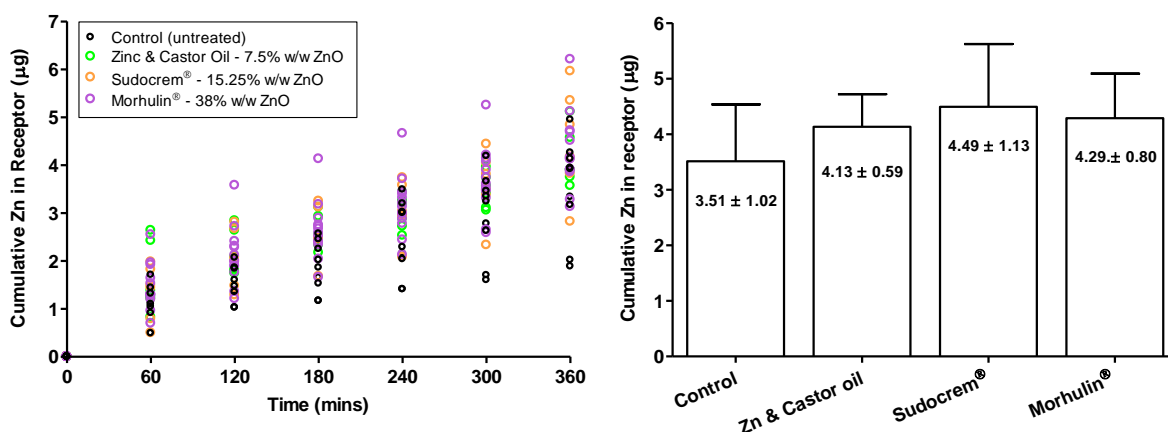 Cumulative Zn in Receptor (µg)
7
6
5
4
3
2
1
0
Control (untreated)
Zinc & Castor Oil - 7.5% w/w ZnO
Sudocrem® - 15.25% w/w ZnO
Morhulin® - 38% w/w ZnO
0 60 120 180 240 300 360
Time (mins)
Cumulative Zn in receptor (µg)
6
5
4
3
2
1
0
3.51 ± 1.02
4.13 ± 0.59
4.49 ± 1.13
4.29.± 0.80
Control
Zn & Castor oil
Sudocrem®
Morhulin®